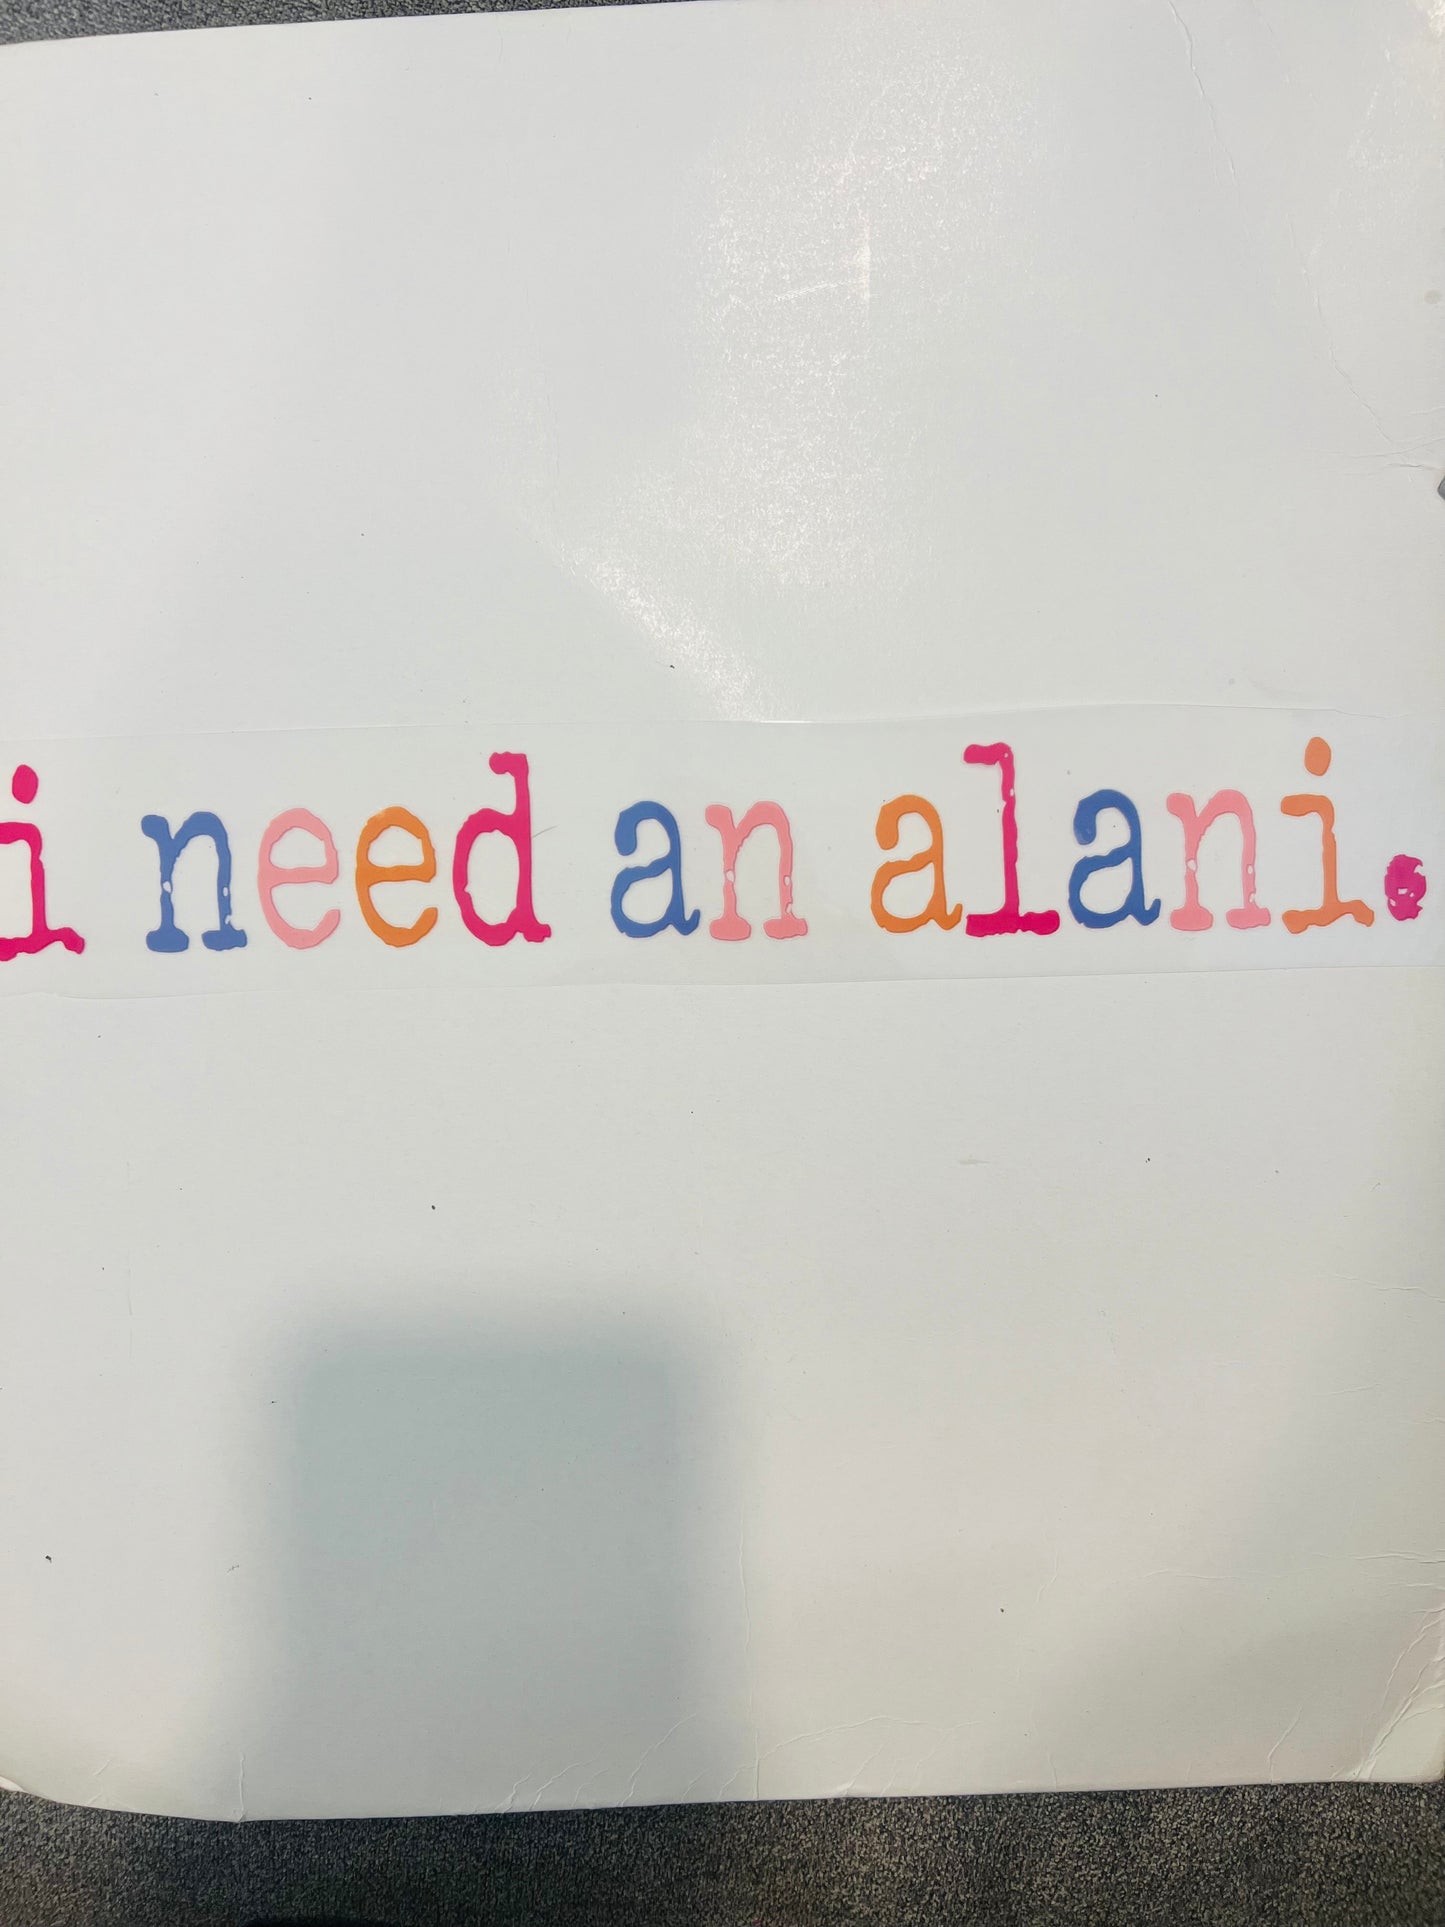 i need an alani.